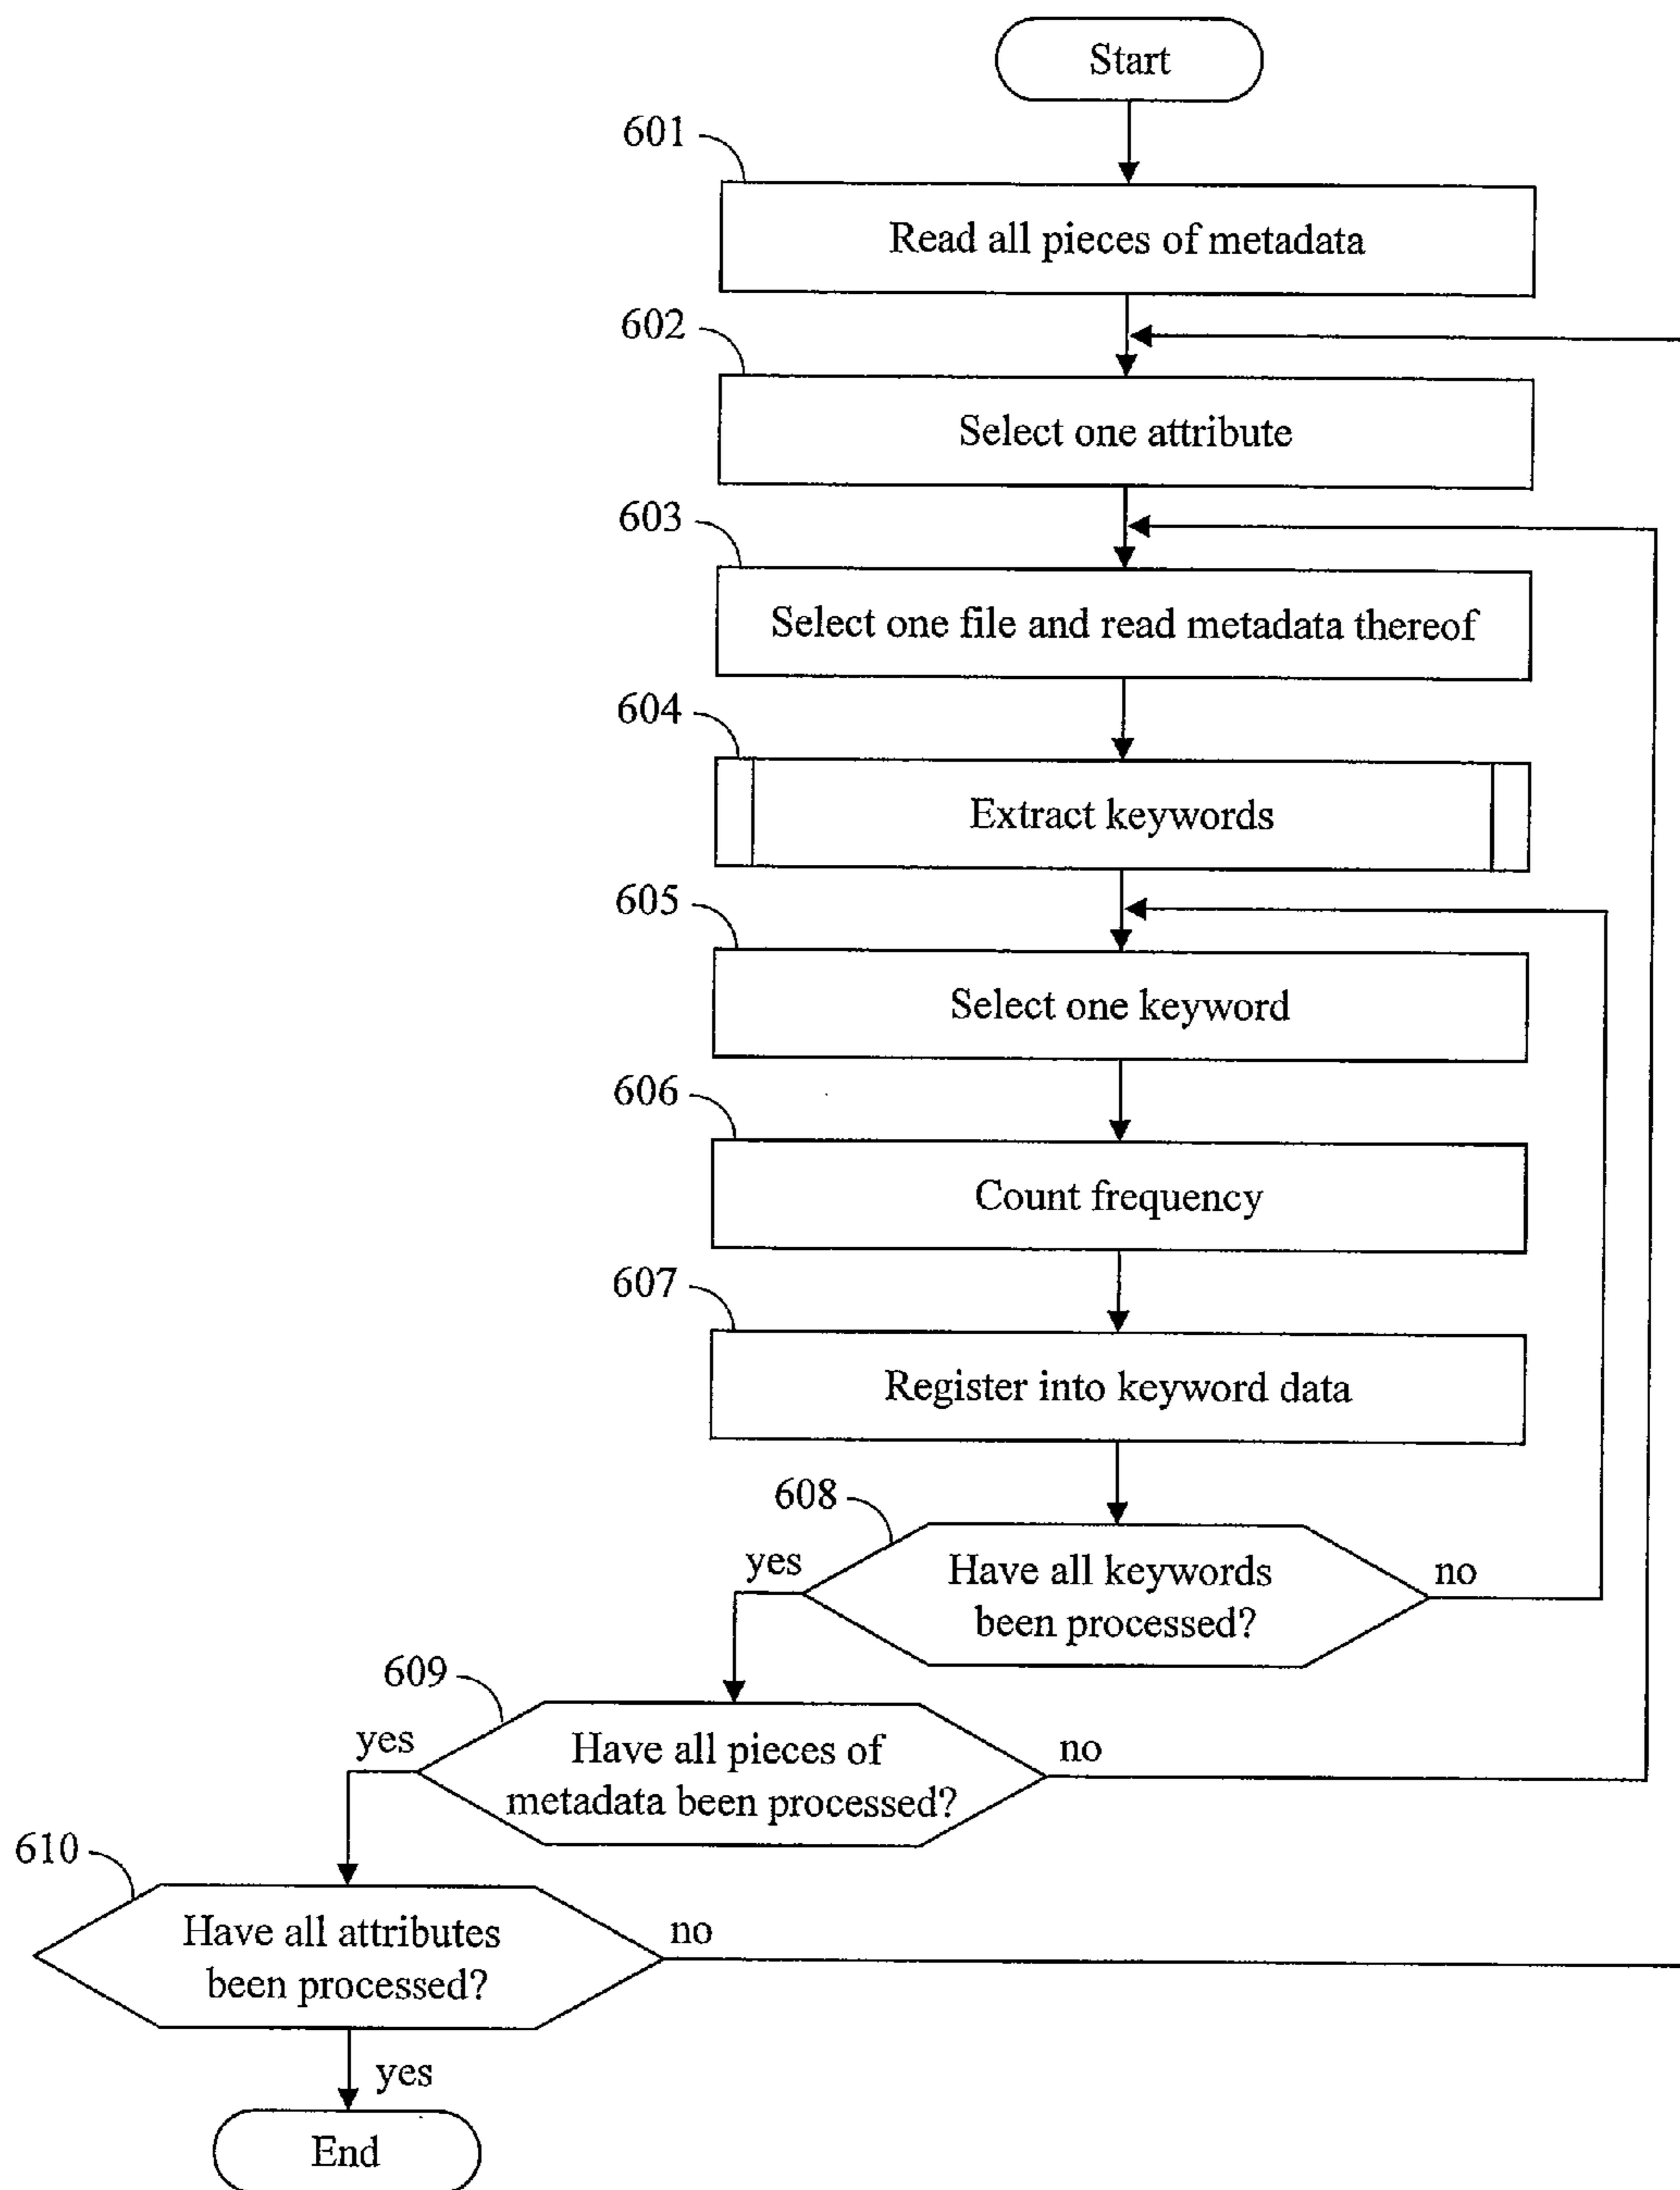 Start
601
Read all pieces of metadata
602
Select one attribute
603
Select one file and read metadata thereof
604
Extract keywords
605
Select one keyword
606
Count frequency
607
Register into keyword data
608
yes
Have all keywords
been processed?
no
609
yes
Have all pieces of
metadata been processed?
no
610
Have all attributes
been processed?
no
yes
End